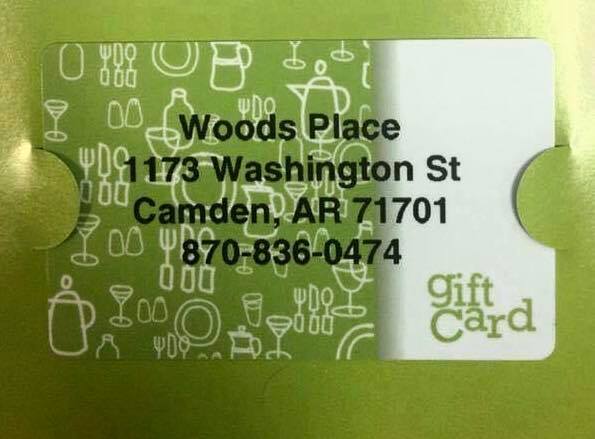 Woods Place
1173 Washington St
Camden, AR 71701
870-836-0474
gift
Card